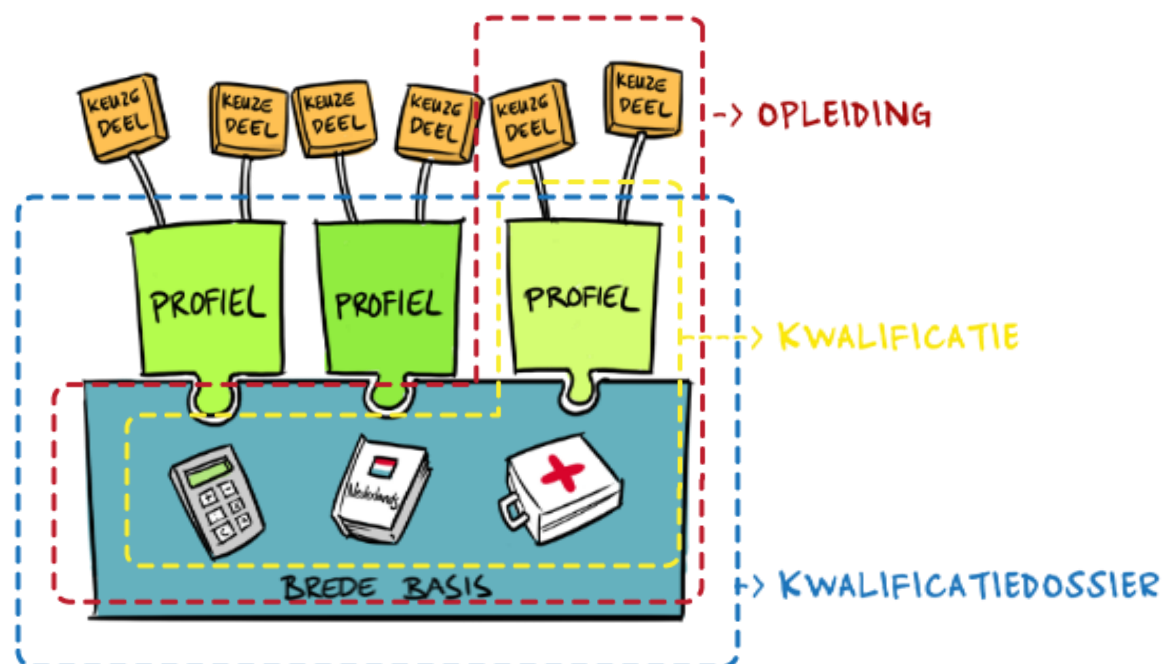 KEUZE
DEEL
KEUZE
DEEL
KEUZE
DEEL
KEUZE
DEEL
KEUZE
DEEL
KEUZE
DEEL
OPLEIDING
PROFIEL
PROFIEL
PROFIEL
KWALIFICATIE
Nederlands
BREDE BASIS
KWALIFICATIEDOSSIER